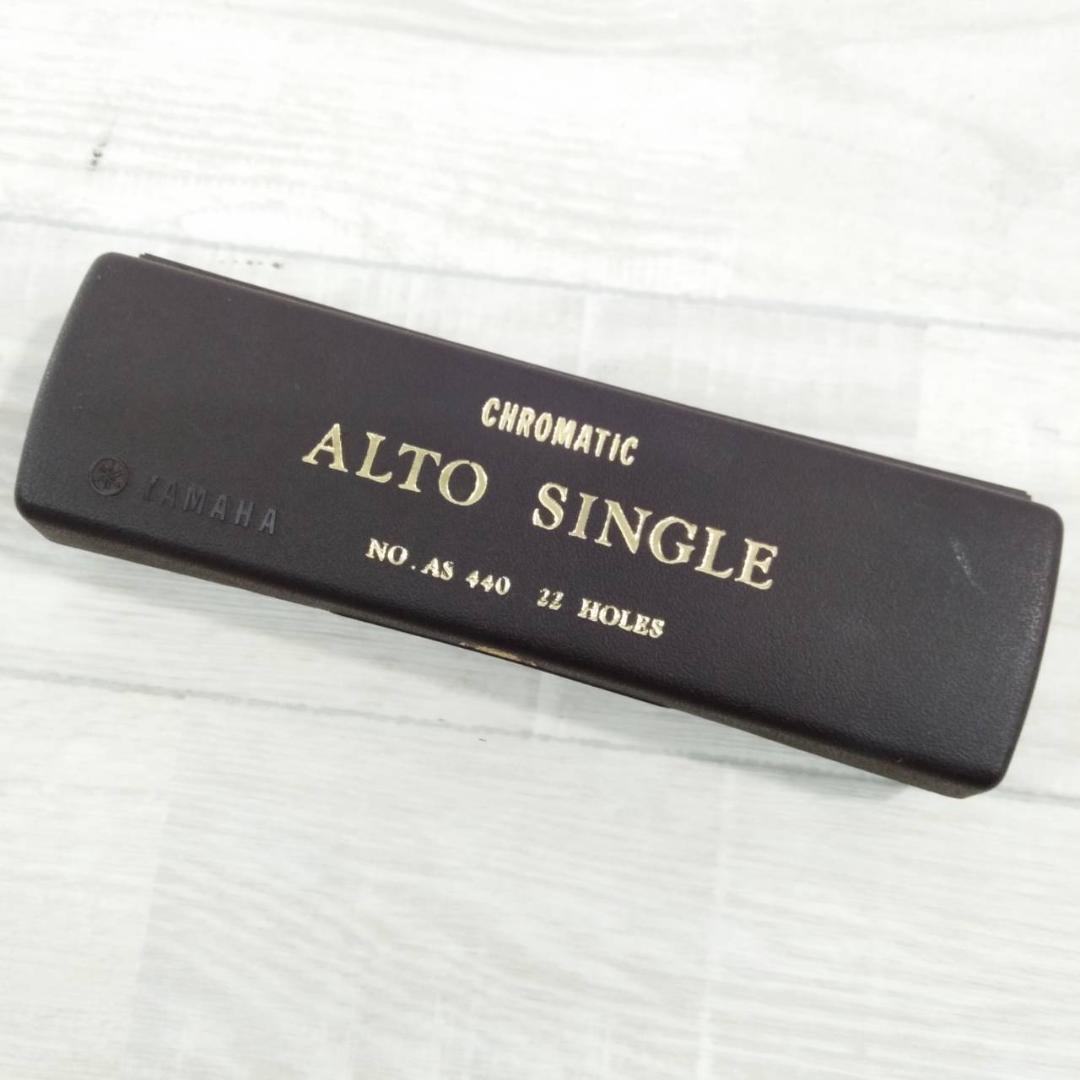 CHROMATIC
ALTO SINGLE
NO. AS 440 22 HOLES
YAMAHA